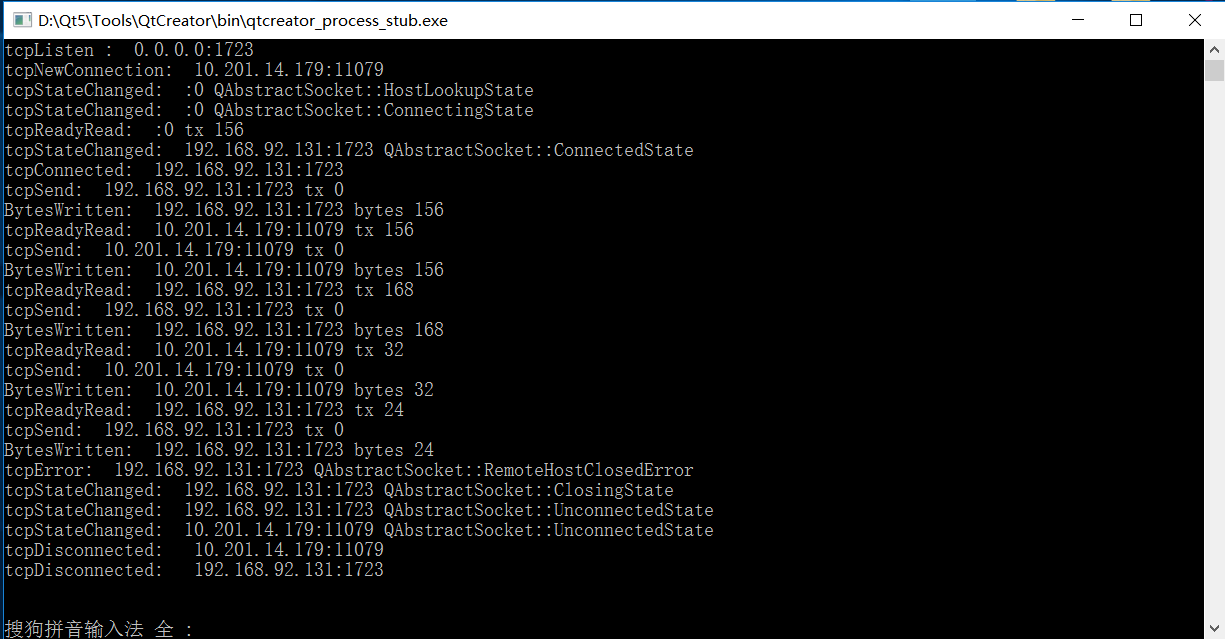 D:\Qt5\Tools\QtCreator\bin\qtcreator_process_stub.exe
tcpListen :  0.0.0.0:1723
tcpNewConnection:  10.201.14.179:11079
tcpStateChanged:  :0 QAbstractSocket::HostLookupState
tcpStateChanged:  :0 QAbstractSocket::ConnectingState
tcpReadyRead:  :0 tx 156
tcpStateChanged:  192.168.92.131:1723 QAbstractSocket::ConnectedState
tcpConnected:  192.168.92.131:1723
tcpSend:  192.168.92.131:1723 tx 0
BytesWritten:  192.168.92.131:1723 bytes 156
tcpReadyRead:  10.201.14.179:11079 tx 156
tcpSend:  10.201.14.179:11079 tx 0
BytesWritten:  10.201.14.179:11079 bytes 156
tcpReadyRead:  192.168.92.131:1723 tx 168
tcpSend:  192.168.92.131:1723 tx 0
BytesWritten:  192.168.92.131:1723 bytes 168
tcpReadyRead:  10.201.14.179:11079 tx 32
tcpSend:  10.201.14.179:11079 tx 0
BytesWritten:  10.201.14.179:11079 bytes 32
tcpReadyRead:  192.168.92.131:1723 tx 24
tcpSend:  192.168.92.131:1723 tx 0
BytesWritten:  192.168.92.131:1723 bytes 24
tcpError:  192.168.92.131:1723 QAbstractSocket::RemoteHostClosedError
tcpStateChanged:  192.168.92.131:1723 QAbstractSocket::ClosingState
tcpStateChanged:  192.168.92.131:1723 QAbstractSocket::UnconnectedState
tcpStateChanged:  10.201.14.179:11079 QAbstractSocket::UnconnectedState
tcpDisconnected:   10.201.14.179:11079
tcpDisconnected:   192.168.92.131:1723
搜狗拼音输入法 全 :